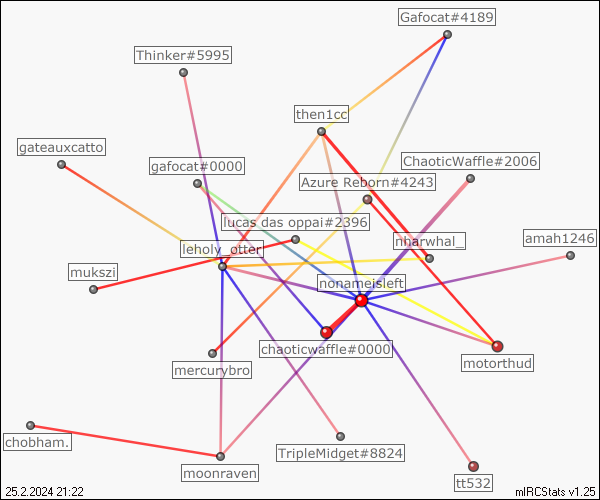 Gafocat#4189
Thinker#5995
then1cc
gateauxcatto
gafocat#0000
ChaoticWaffle#2006
Azure Reborn#4243
lucas das oppai#2396
leholy_otter
nharwhal_
amah1246
mukszi
nonameisleft
chaoticwaffle#0000
motorthud
mercurybro
chobham.
TripleMidget#8824
moonraven
tt532
25.2.2024 21:22
mIRCStats v1.25